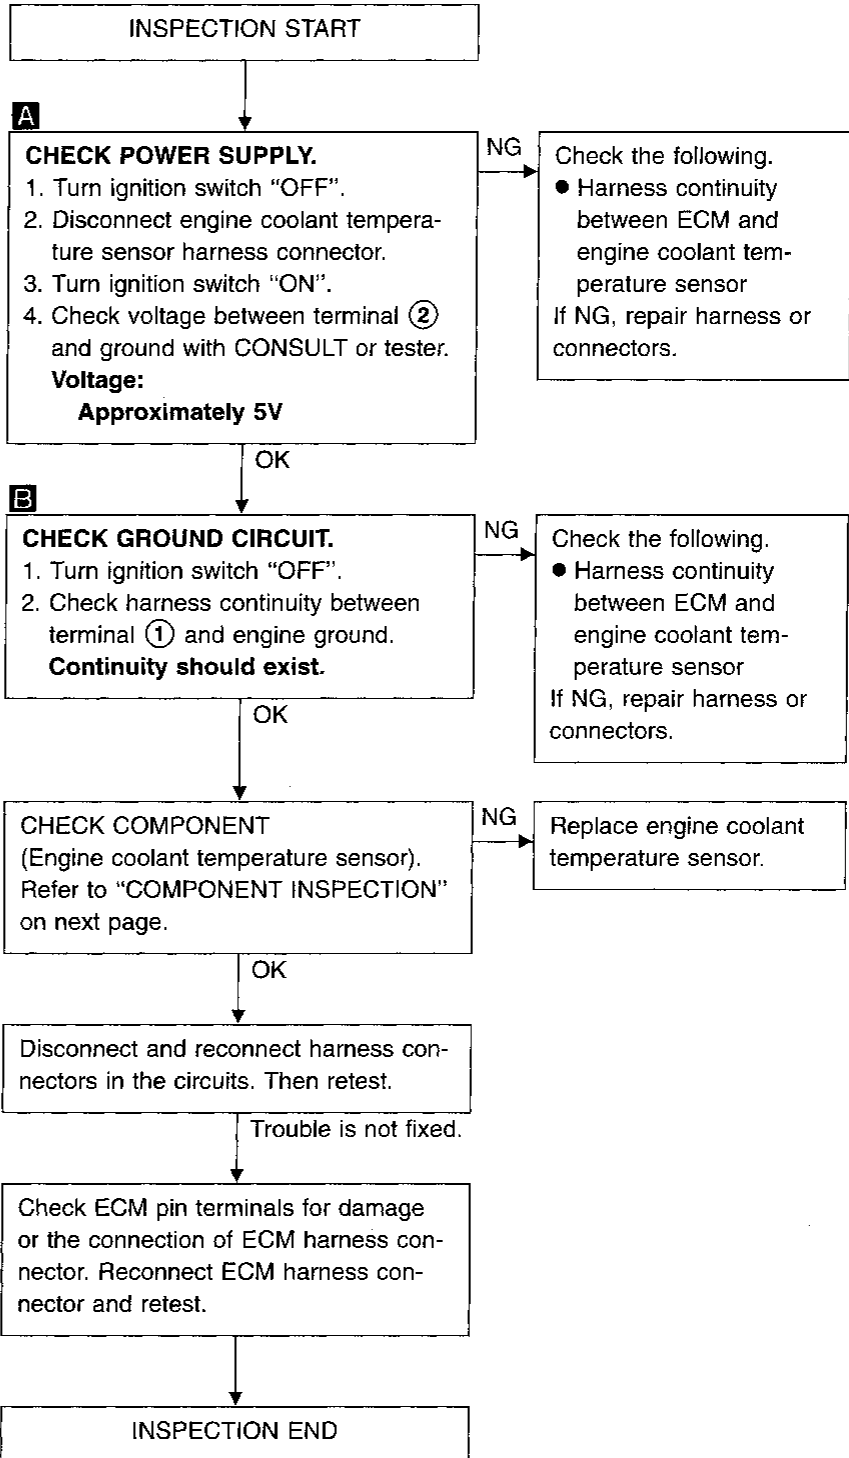 INSPECTION START
A
CHECK POWER SUPPLY.
1. Turn ignition switch “OFF”.
2. Disconnect engine coolant tempera-
ture sensor harness connector.
3. Turn ignition switch “ON”.
4. Check voltage between terminal ②
and ground with CONSULT or tester.
Voltage:
Approximately 5V
NG
Check the following.
● Harness continuity
between ECM and
engine coolant tem-
perature sensor
If NG, repair harness or
connectors.
OK
B
CHECK GROUND CIRCUIT.
1. Turn ignition switch “OFF”.
2. Check harness continuity between
terminal ① and engine ground.
Continuity should exist.
NG
Check the following.
● Harness continuity
between ECM and
engine coolant tem-
perature sensor
If NG, repair harness or
connectors.
OK
CHECK COMPONENT
(Engine coolant temperature sensor).
Refer to “COMPONENT INSPECTION”
on next page.
NG
Replace engine coolant
temperature sensor.
OK
Disconnect and reconnect harness con-
nectors in the circuits. Then retest.
Trouble is not fixed.
Check ECM pin terminals for damage
or the connection of ECM harness con-
nector. Reconnect ECM harness con-
nector and retest.
INSPECTION END